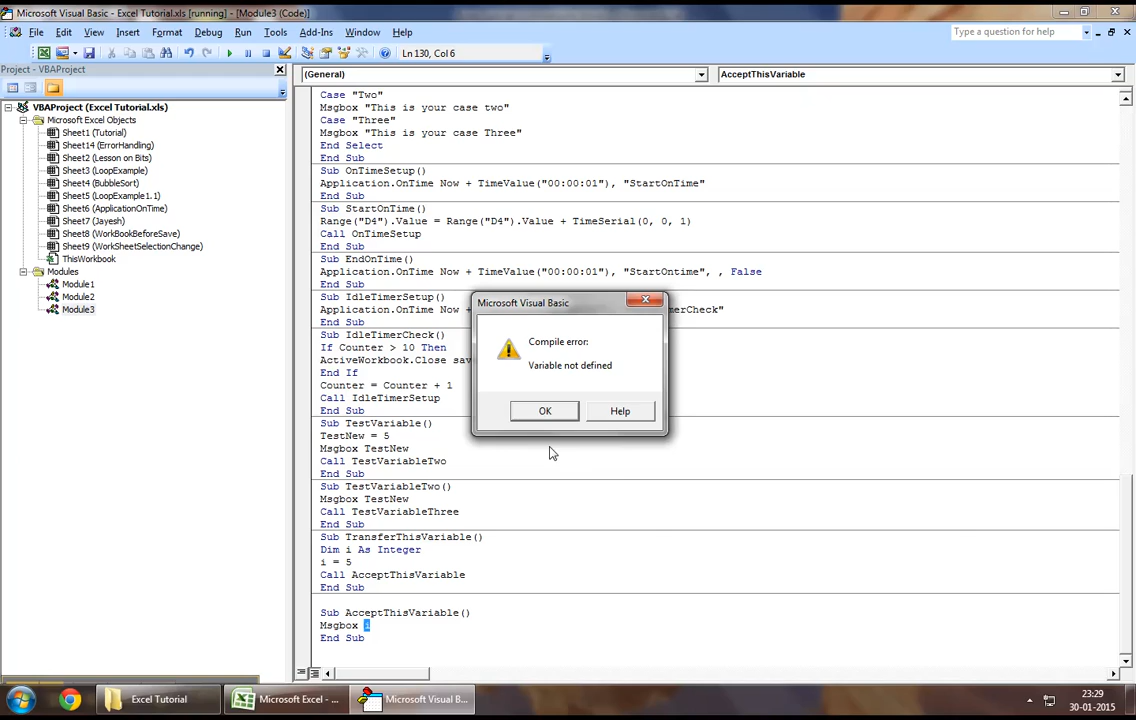 Microsoft Visual Basic - Excel Tutorial.xls [running] - [Module3 (Code)]
File Edit View Insert Format Debug Run Tools Add-Ins Window Help
Type a question for help
Ln 130, Col 6
Project - VBAProject
(General)
AcceptThisVariable
VBAProject (Excel Tutorial.xls)
Microsoft Excel Objects
Sheet1 (Tutorial)
Sheet14 (ErrorHandling)
Sheet2 (Lesson on Bits)
Sheet3 (LoopExample)
Sheet4 (BubbleSort)
Sheet5 (LoopExample1.1)
Sheet6 (ApplicationOnTime)
Sheet7 (Jayesh)
Sheet8 (WorkBookBeforeSave)
Sheet9 (WorkSheetSelectionChange)
ThisWorkbook
Modules
Module1
Module2
Module3
Case "Two"
Msgbox "This is your case two"
Case "Three"
Msgbox "This is your case Three"
End Select
End Sub
Sub OnTimeSetup()
Application.OnTime Now + TimeValue("00:00:01"), "StartOnTime"
End Sub
Sub StartOnTime()
Range("D4").Value = Range("D4").Value + TimeSerial(0, 0, 1)
Call OnTimeSetup
End Sub
Sub EndOnTime()
Application.OnTime Now + TimeValue("00:00:01"), "StartOntime", , False
End Sub
Sub IdleTimerSetup()
Application.OnTime Now + merCheck"
End Sub
Sub IdleTimerCheck()
If Counter > 10 Then
ActiveWorkbook.Close sav
End If
Counter = Counter + 1
Call IdleTimerSetup
End Sub
Sub TestVariable()
TestNew = 5
Msgbox TestNew
Call TestVariableTwo
End Sub
Sub TestVariableTwo()
Msgbox TestNew
Call TestVariableThree
End Sub
Sub TransferThisVariable()
Dim i As Integer
i = 5
Call AcceptThisVariable
End Sub
Sub AcceptThisVariable()
Msgbox i
End Sub
Microsoft Visual Basic
Compile error:
Variable not defined
OK Help
Excel Tutorial
Microsoft Excel - ...
Microsoft Visual B...
23:29
30-01-2015